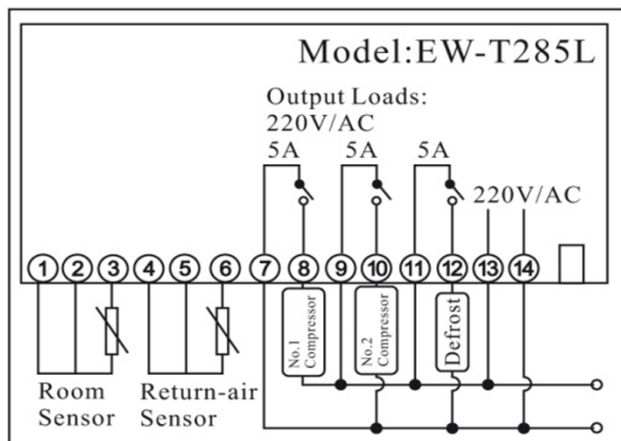 Model:EW-T285L
Output Loads:
220V/AC
5A 5A 5A
220V/AC
1 2 3 4 5 6 7 8 9 10 11 12 13 14
No.1
Compressor
No.2
Compressor
Defrost
Room
Sensor
Return-air
Sensor